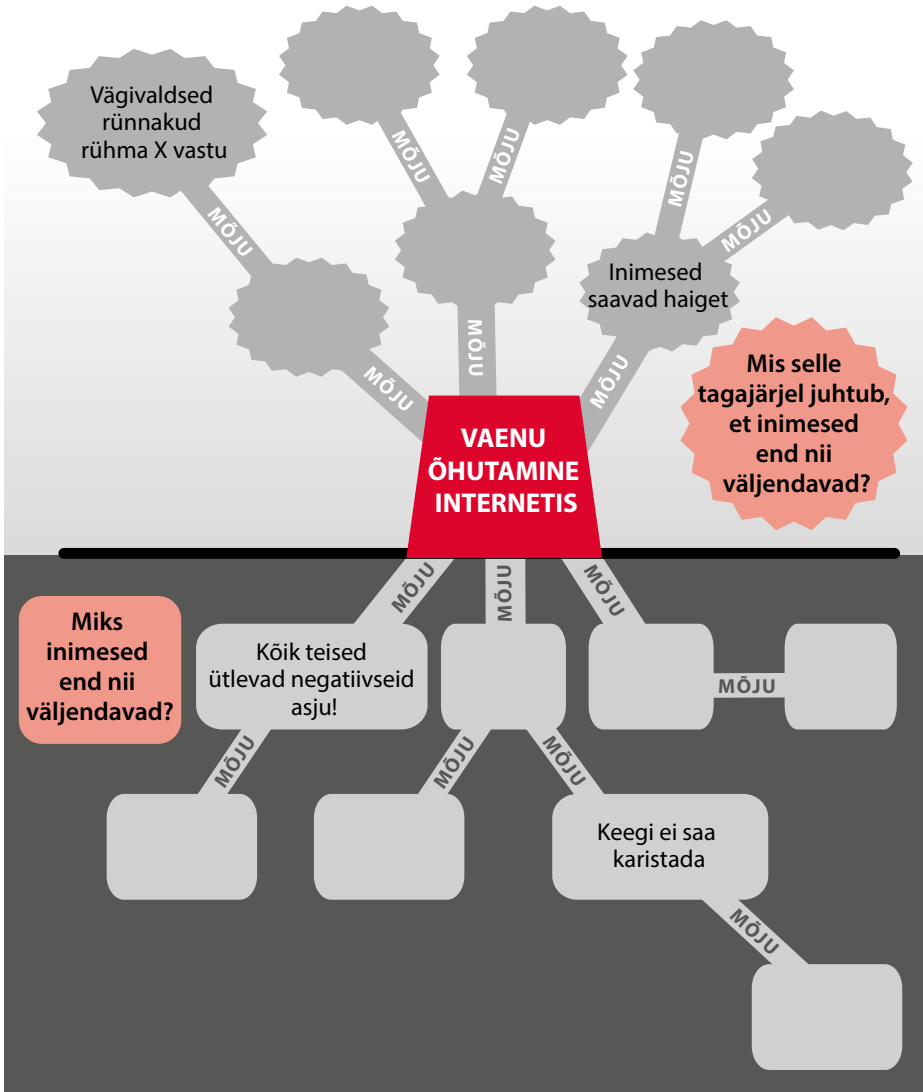 Vägivaldsed
rünnakud
rühma X vastu
MÕJU
MÕJU
MÕJU
MÕJU
MÕJU
Inimesed
saavad haiget
MÕJU
MÕJU
MÕJU
Mis selle
tagajärjel juhtub,
et inimesed
end nii
väljendavad?
VAENU
ÕHUTAMINE
INTERNETIS
MÕJU
MÕJU
MÕJU
Miks
inimesed
end nii
väljendavad?
Kõik teised
ütlevad negatiivseid
asju!
MÕJU
MÕJU
MÕJU
MÕJU
Keegi ei saa
karistada
MÕJU